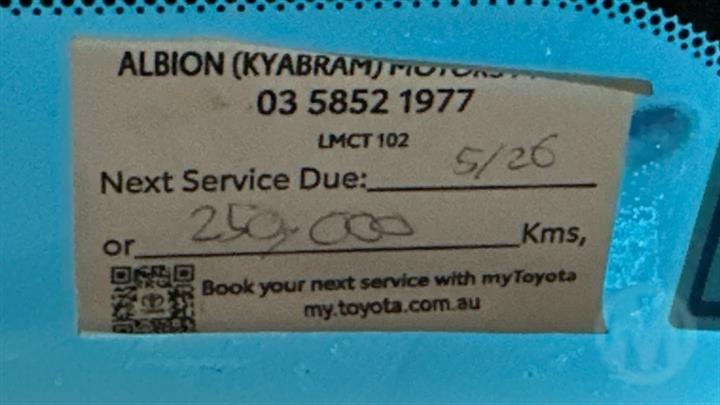 ALBION (KYABRAM) MOTORS
03 5852 1977
LMCT 102
Next Service Due: 5/26
or 250,000 Kms,
Book your next service with myToyota
my.toyota.com.au